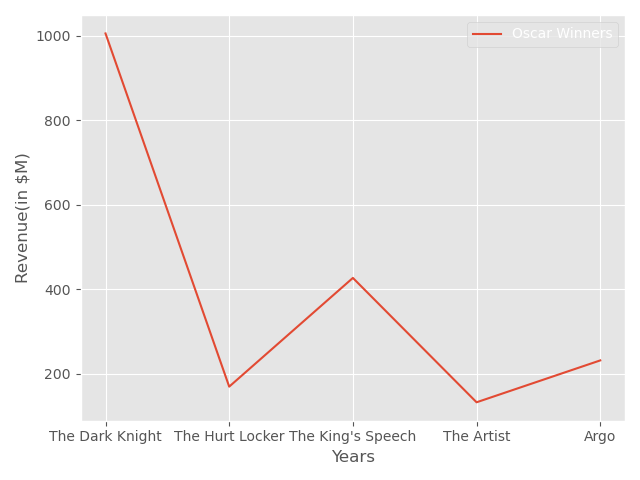 Oscar Winners
1000
800
600
400
200
Revenue(in $M)
The Dark Knight
The Hurt Locker
The King's Speech
The Artist
Argo
Years